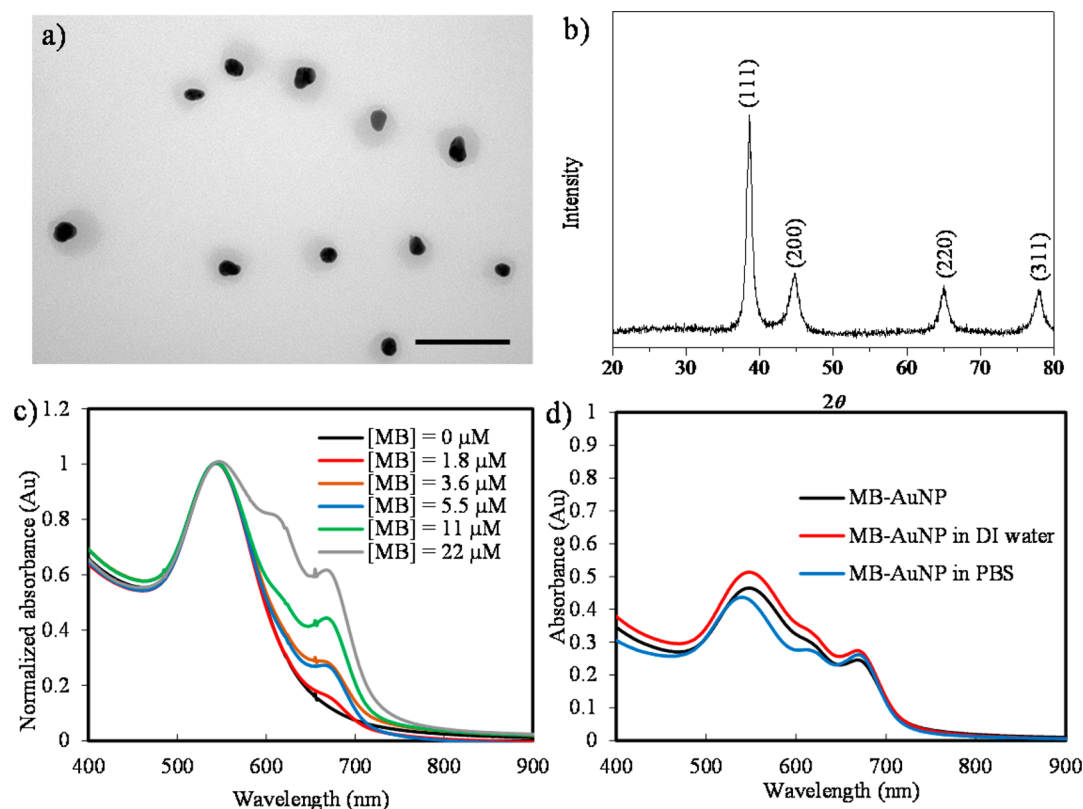 a)
b)
Intensity
(111)
(200)
(220)
(311)
20 30 40 50 60 70 80
2θ
c)
Normalized absorbance (Au)
1.2
1
0.8
0.6
0.4
0.2
0
[MB] = 0 μM
[MB] = 1.8 μM
[MB] = 3.6 μM
[MB] = 5.5 μM
[MB] = 11 μM
[MB] = 22 μM
400 500 600 700 800 900
Wavelength (nm)
d)
Absorbance (Au)
1
0.9
0.8
0.7
0.6
0.5
0.4
0.3
0.2
0.1
0
MB-AuNP
MB-AuNP in DI water
MB-AuNP in PBS
400 500 600 700 800 900
Wavelength (nm)